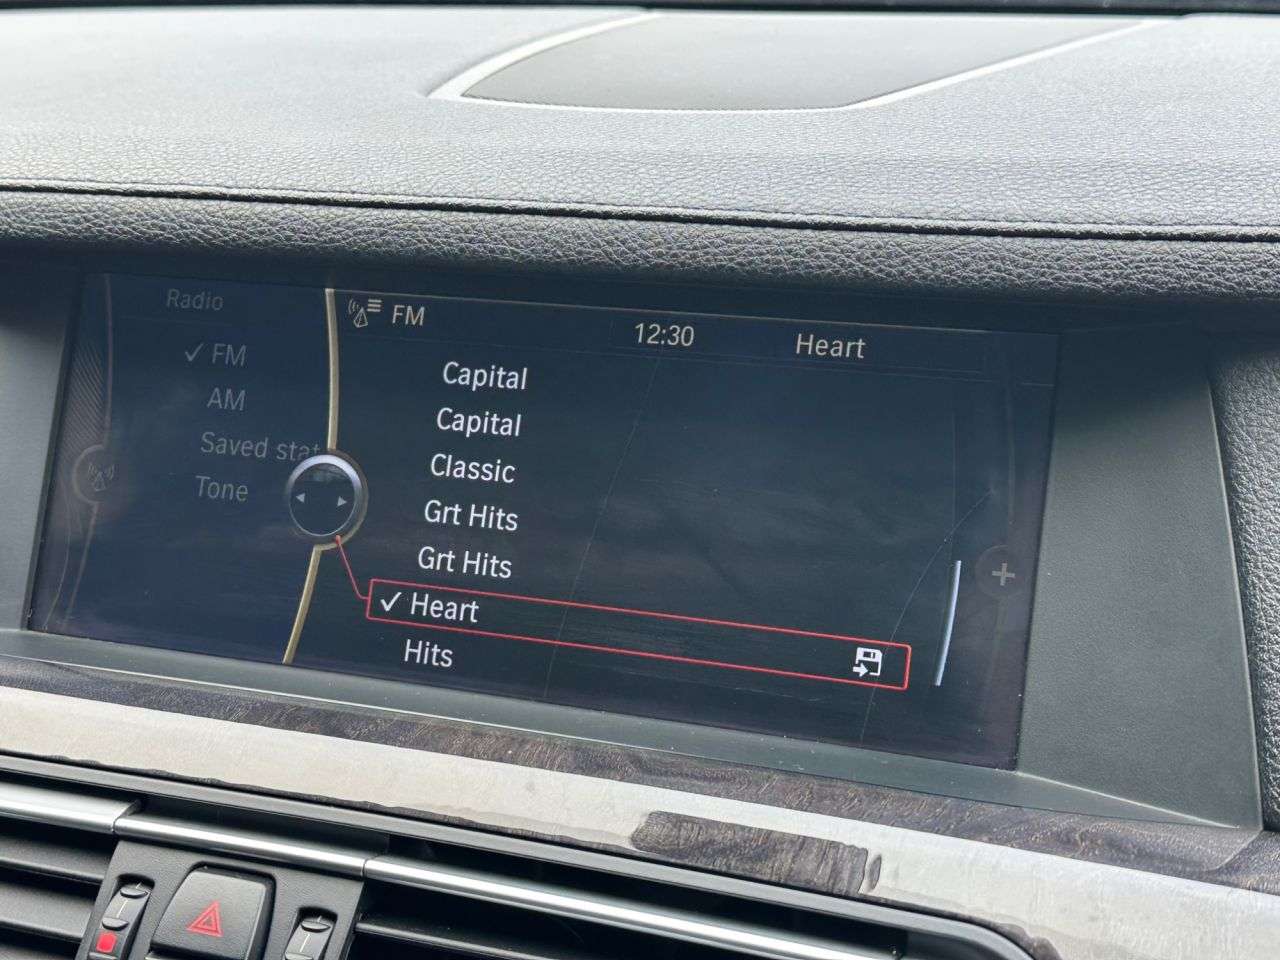 Radio
✓ FM
AM
Saved stat
Tone
FM
12:30
Heart
Capital
Capital
Classic
Grt Hits
Grt Hits
✓ Heart
Hits